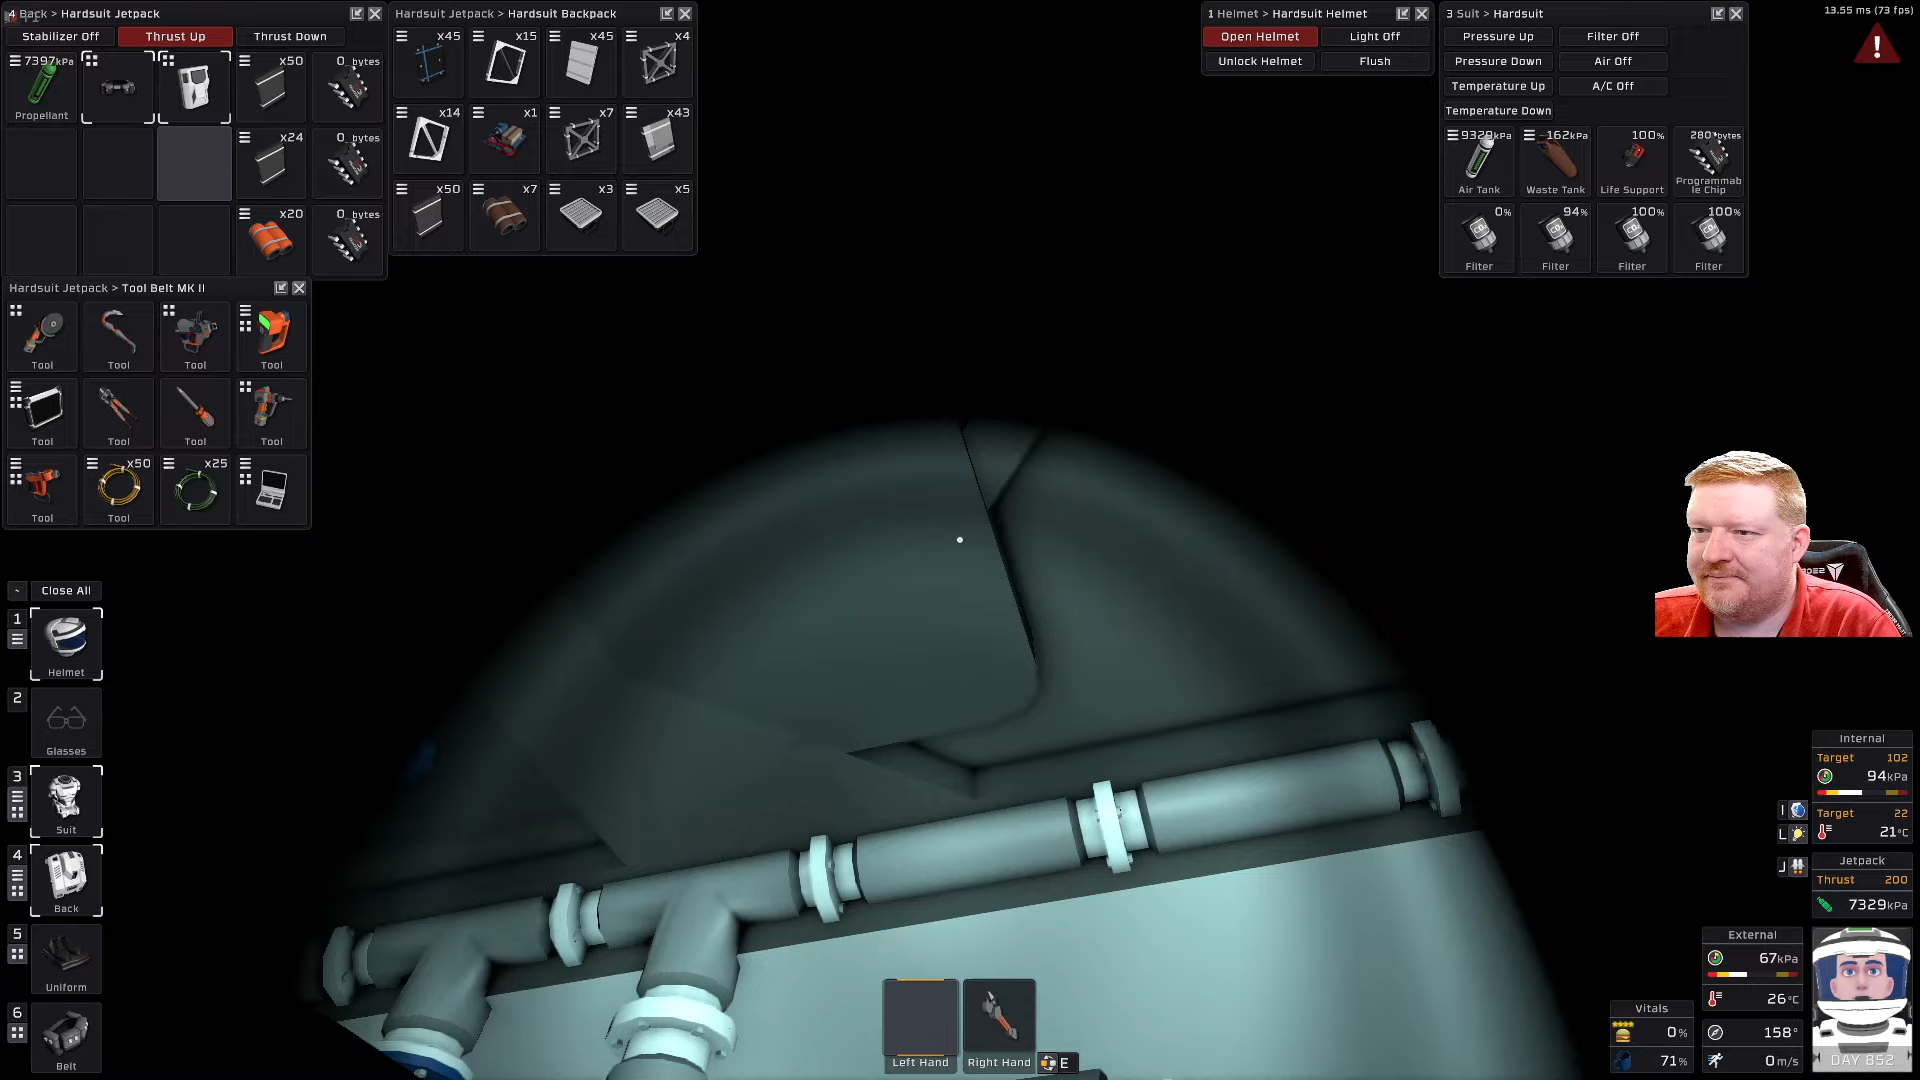 4 Back > Hardsuit Jetpack
Stabilizer Off
Thrust Up
Thrust Down
7397kPa
x50
0 bytes
Propellant
x24
0 bytes
x20
0 bytes
Hardsuit Jetpack > Hardsuit Backpack
x45
x15
x45
x4
x14
x1
x7
x43
x50
x7
x3
x5
Hardsuit Jetpack > Tool Belt MK II
Tool
Tool
Tool
Tool
Tool
Tool
Tool
Tool
x50
x25
Tool
Tool
1 Helmet > Hardsuit Helmet
Open Helmet
Light Off
Unlock Helmet
Flush
3 Suit > Hardsuit
Pressure Up
Filter Off
Pressure Down
Air Off
Temperature Up
A/C Off
Temperature Down
100%
Air Tank
Waste Tank
Life Support
Programmab
le Chip
0%
94%
100%
100%
Filter
Filter
Filter
Filter
13.55 ms (73 fps)
~
Close All
1
Helmet
2
Glasses
3
Suit
4
Back
5
Uniform
6
Belt
Left Hand
Right Hand
E
Internal
Target 102
94kPa
I
Target 22
L
21°C
Jetpack
J
Thrust 200
7329kPa
External
67kPa
26°C
Vitals
0%
158°
71%
0m/s
DAY 852